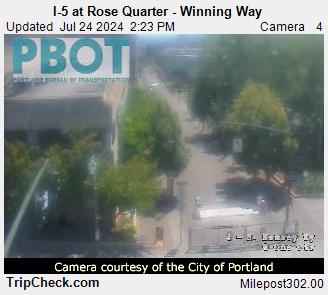 I-5 at Rose Quarter - Winning Way
Updated Jul 24 2024 2:23 PM Camera 4
PBOT
PORTLAND BUREAU OF TRANSPORTATION
Camera courtesy of the City of Portland
TripCheck.com Milepost302.00